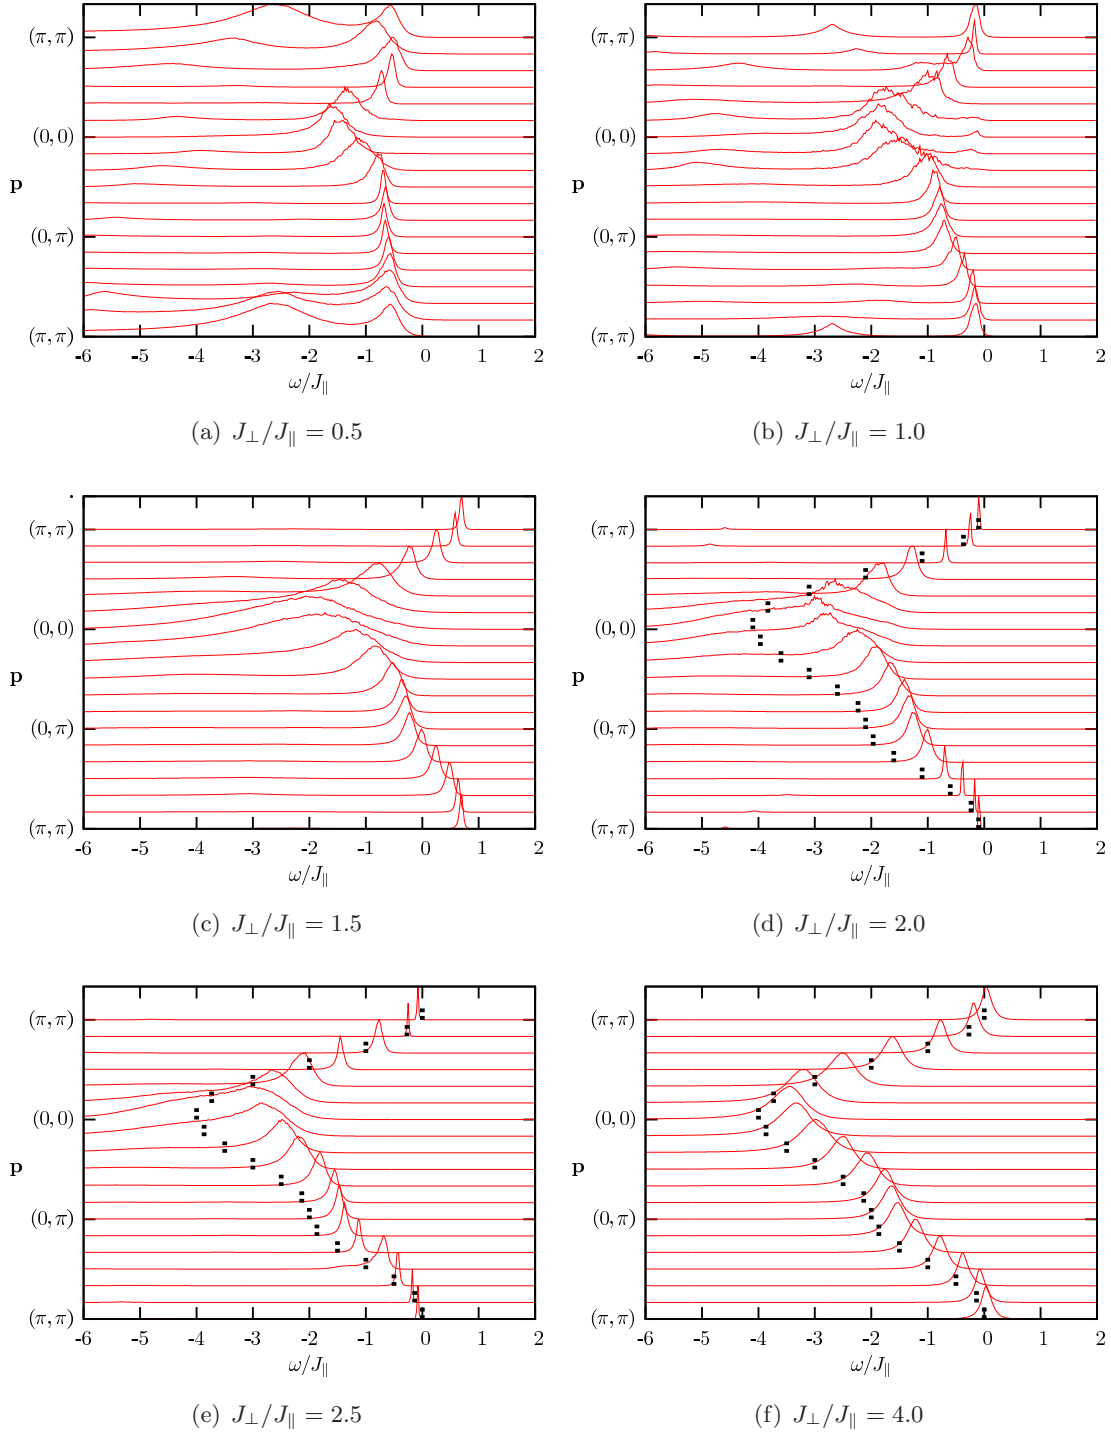 (π, π)
(0, 0)
p
(0, π)
(π, π)
-6 -5 -4 -3 -2 -1 0 1 2
ω/J∥
(a) J⊥/J∥ = 0.5
(π, π)
(0, 0)
p
(0, π)
(π, π)
-6 -5 -4 -3 -2 -1 0 1 2
ω/J∥
(b) J⊥/J∥ = 1.0
(π, π)
(0, 0)
p
(0, π)
(π, π)
-6 -5 -4 -3 -2 -1 0 1 2
ω/J∥
(c) J⊥/J∥ = 1.5
(π, π)
(0, 0)
p
(0, π)
(π, π)
-6 -5 -4 -3 -2 -1 0 1 2
ω/J∥
(d) J⊥/J∥ = 2.0
(π, π)
(0, 0)
p
(0, π)
(π, π)
-6 -5 -4 -3 -2 -1 0 1 2
ω/J∥
(e) J⊥/J∥ = 2.5
(π, π)
(0, 0)
p
(0, π)
(π, π)
-6 -5 -4 -3 -2 -1 0 1 2
ω/J∥
(f) J⊥/J∥ = 4.0